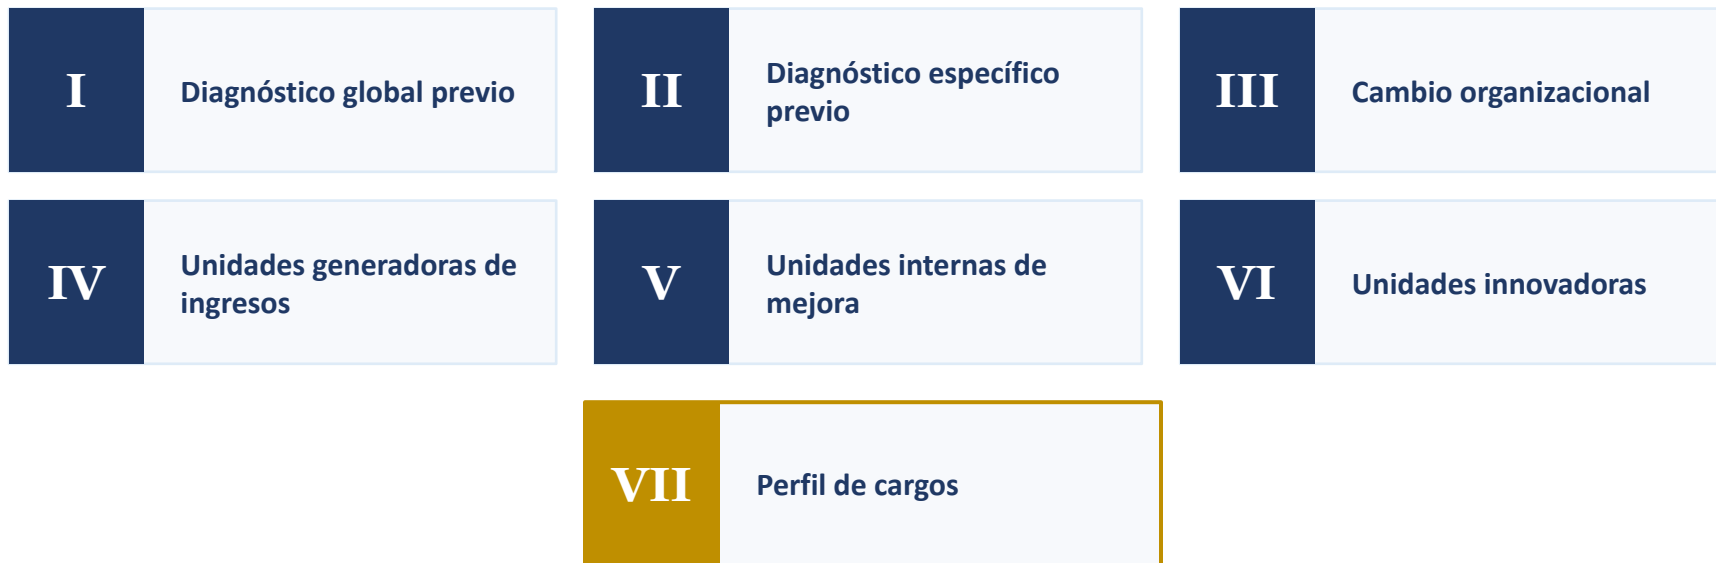 I
Diagnóstico global previo
II
Diagnóstico específico
previo
III
Cambio organizacional
IV
Unidades generadoras de
ingresos
V
Unidades internas de
mejora
VI
Unidades innovadoras
VII
Perfil de cargos